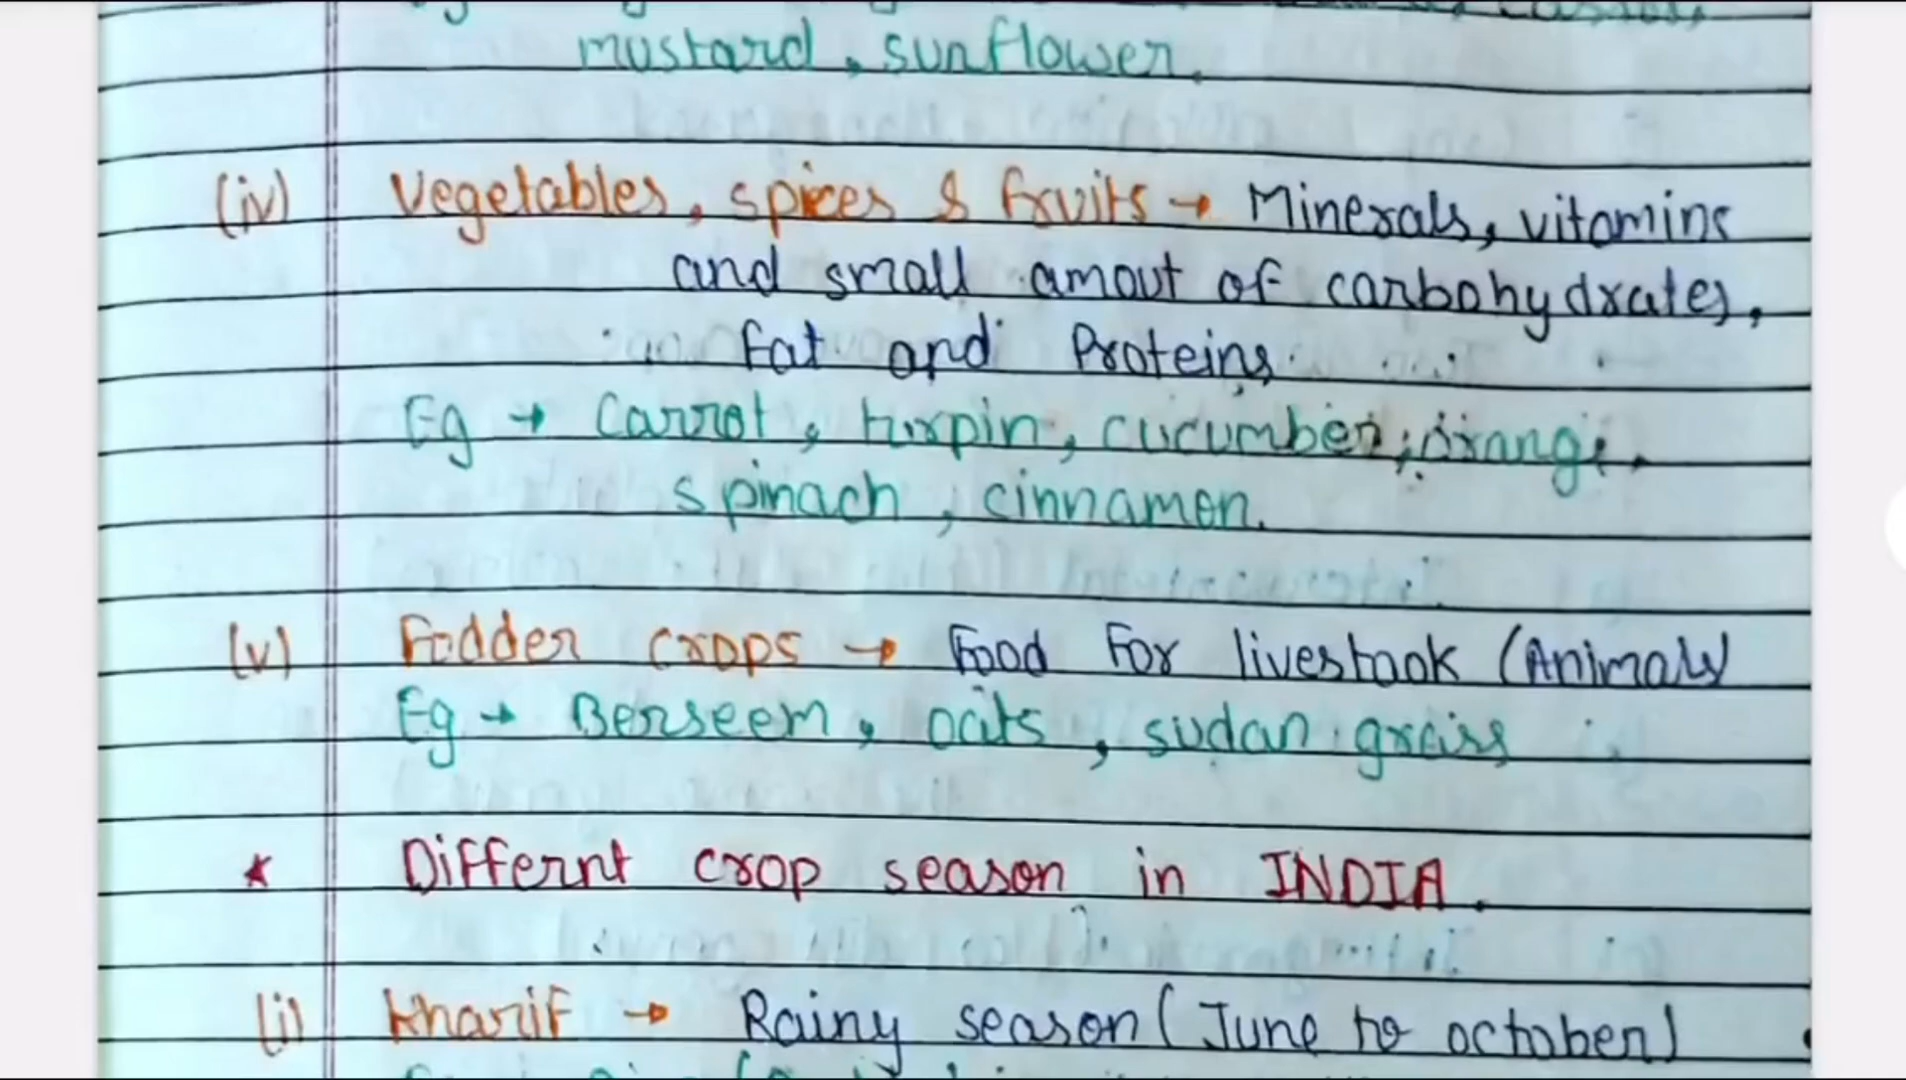 mustard, sunflower.
(iv) Vegetables, spices & fruits → Minerals, vitamins
and small amout of carbohydrates,
Fat and Proteins.
Eg → Carrot, turpin, cucumber, orange,
spinach, cinnamon.
(v) Fodder crops → Food For livestock (Animals)
Eg → Berseem, oats, sudan grass
* Differnt crop season in INDIA.
(i) Kharif → Rainy season (June to october)